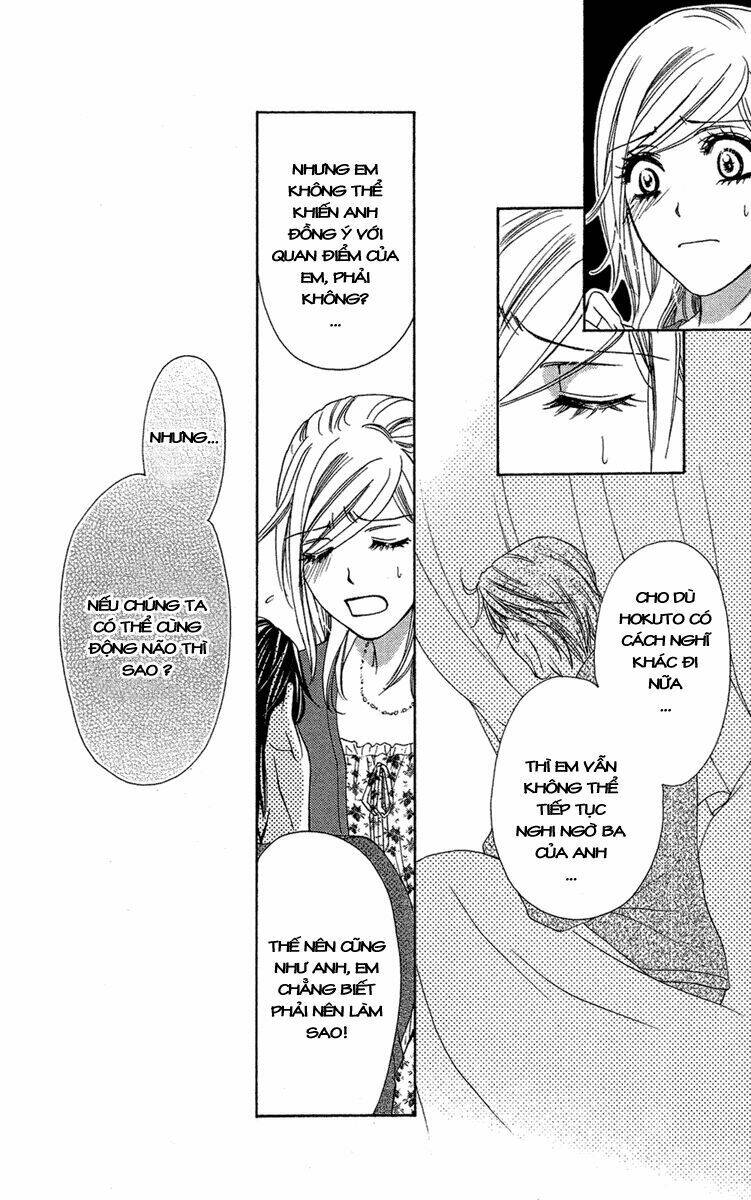 CHO DÙ
HOKUTO CÓ
CÁCH NGHĨ
KHÁC ĐI
NỮA
...
THÌ EM VẪN
KHÔNG THỂ
TIẾP TỤC
NGHI NGỜ BA
CỦA ANH
...
NHƯNG EM
KHÔNG THỂ
KHIẾN ANH
ĐỒNG Ý VỚI
QUAN ĐIỂM CỦA
EM, PHẢI
KHÔNG?
...
THẾ NÊN CŨNG
NHƯ ANH, EM
CHẲNG BIẾT
PHẢI NÊN LÀM
SAO!
NHƯNG...
NẾU CHÚNG TA
CÓ THỂ CÙNG
ĐỘNG NÃO THÌ
SAO ?